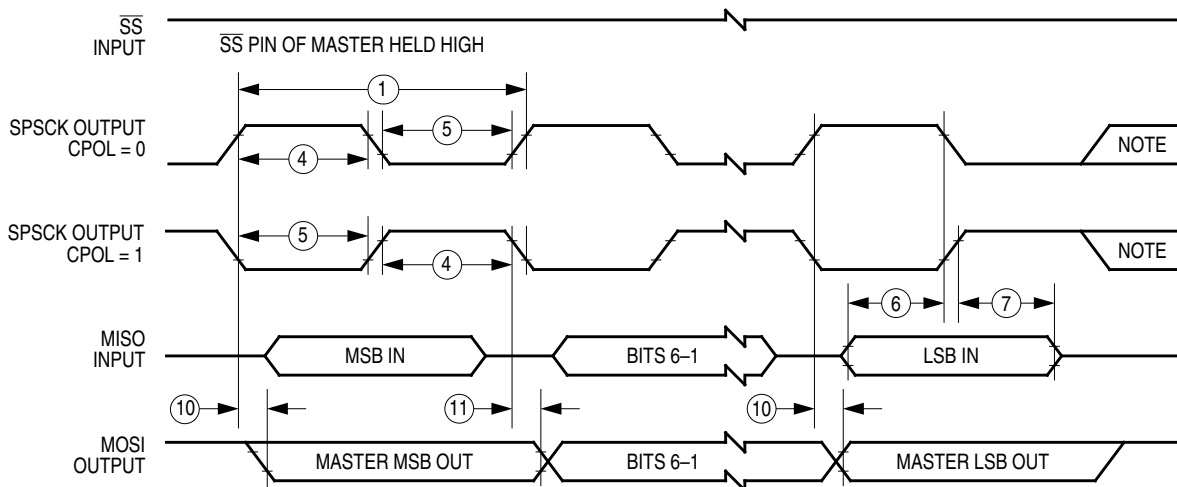 SS
INPUT
SS PIN OF MASTER HELD HIGH
1
SPSCK OUTPUT
CPOL = 0
5
4
NOTE
SPSCK OUTPUT
CPOL = 1
5
4
NOTE
6
7
MISO
INPUT
MSB IN
BITS 6–1
LSB IN
10
11
10
MOSI
OUTPUT
MASTER MSB OUT
BITS 6–1
MASTER LSB OUT